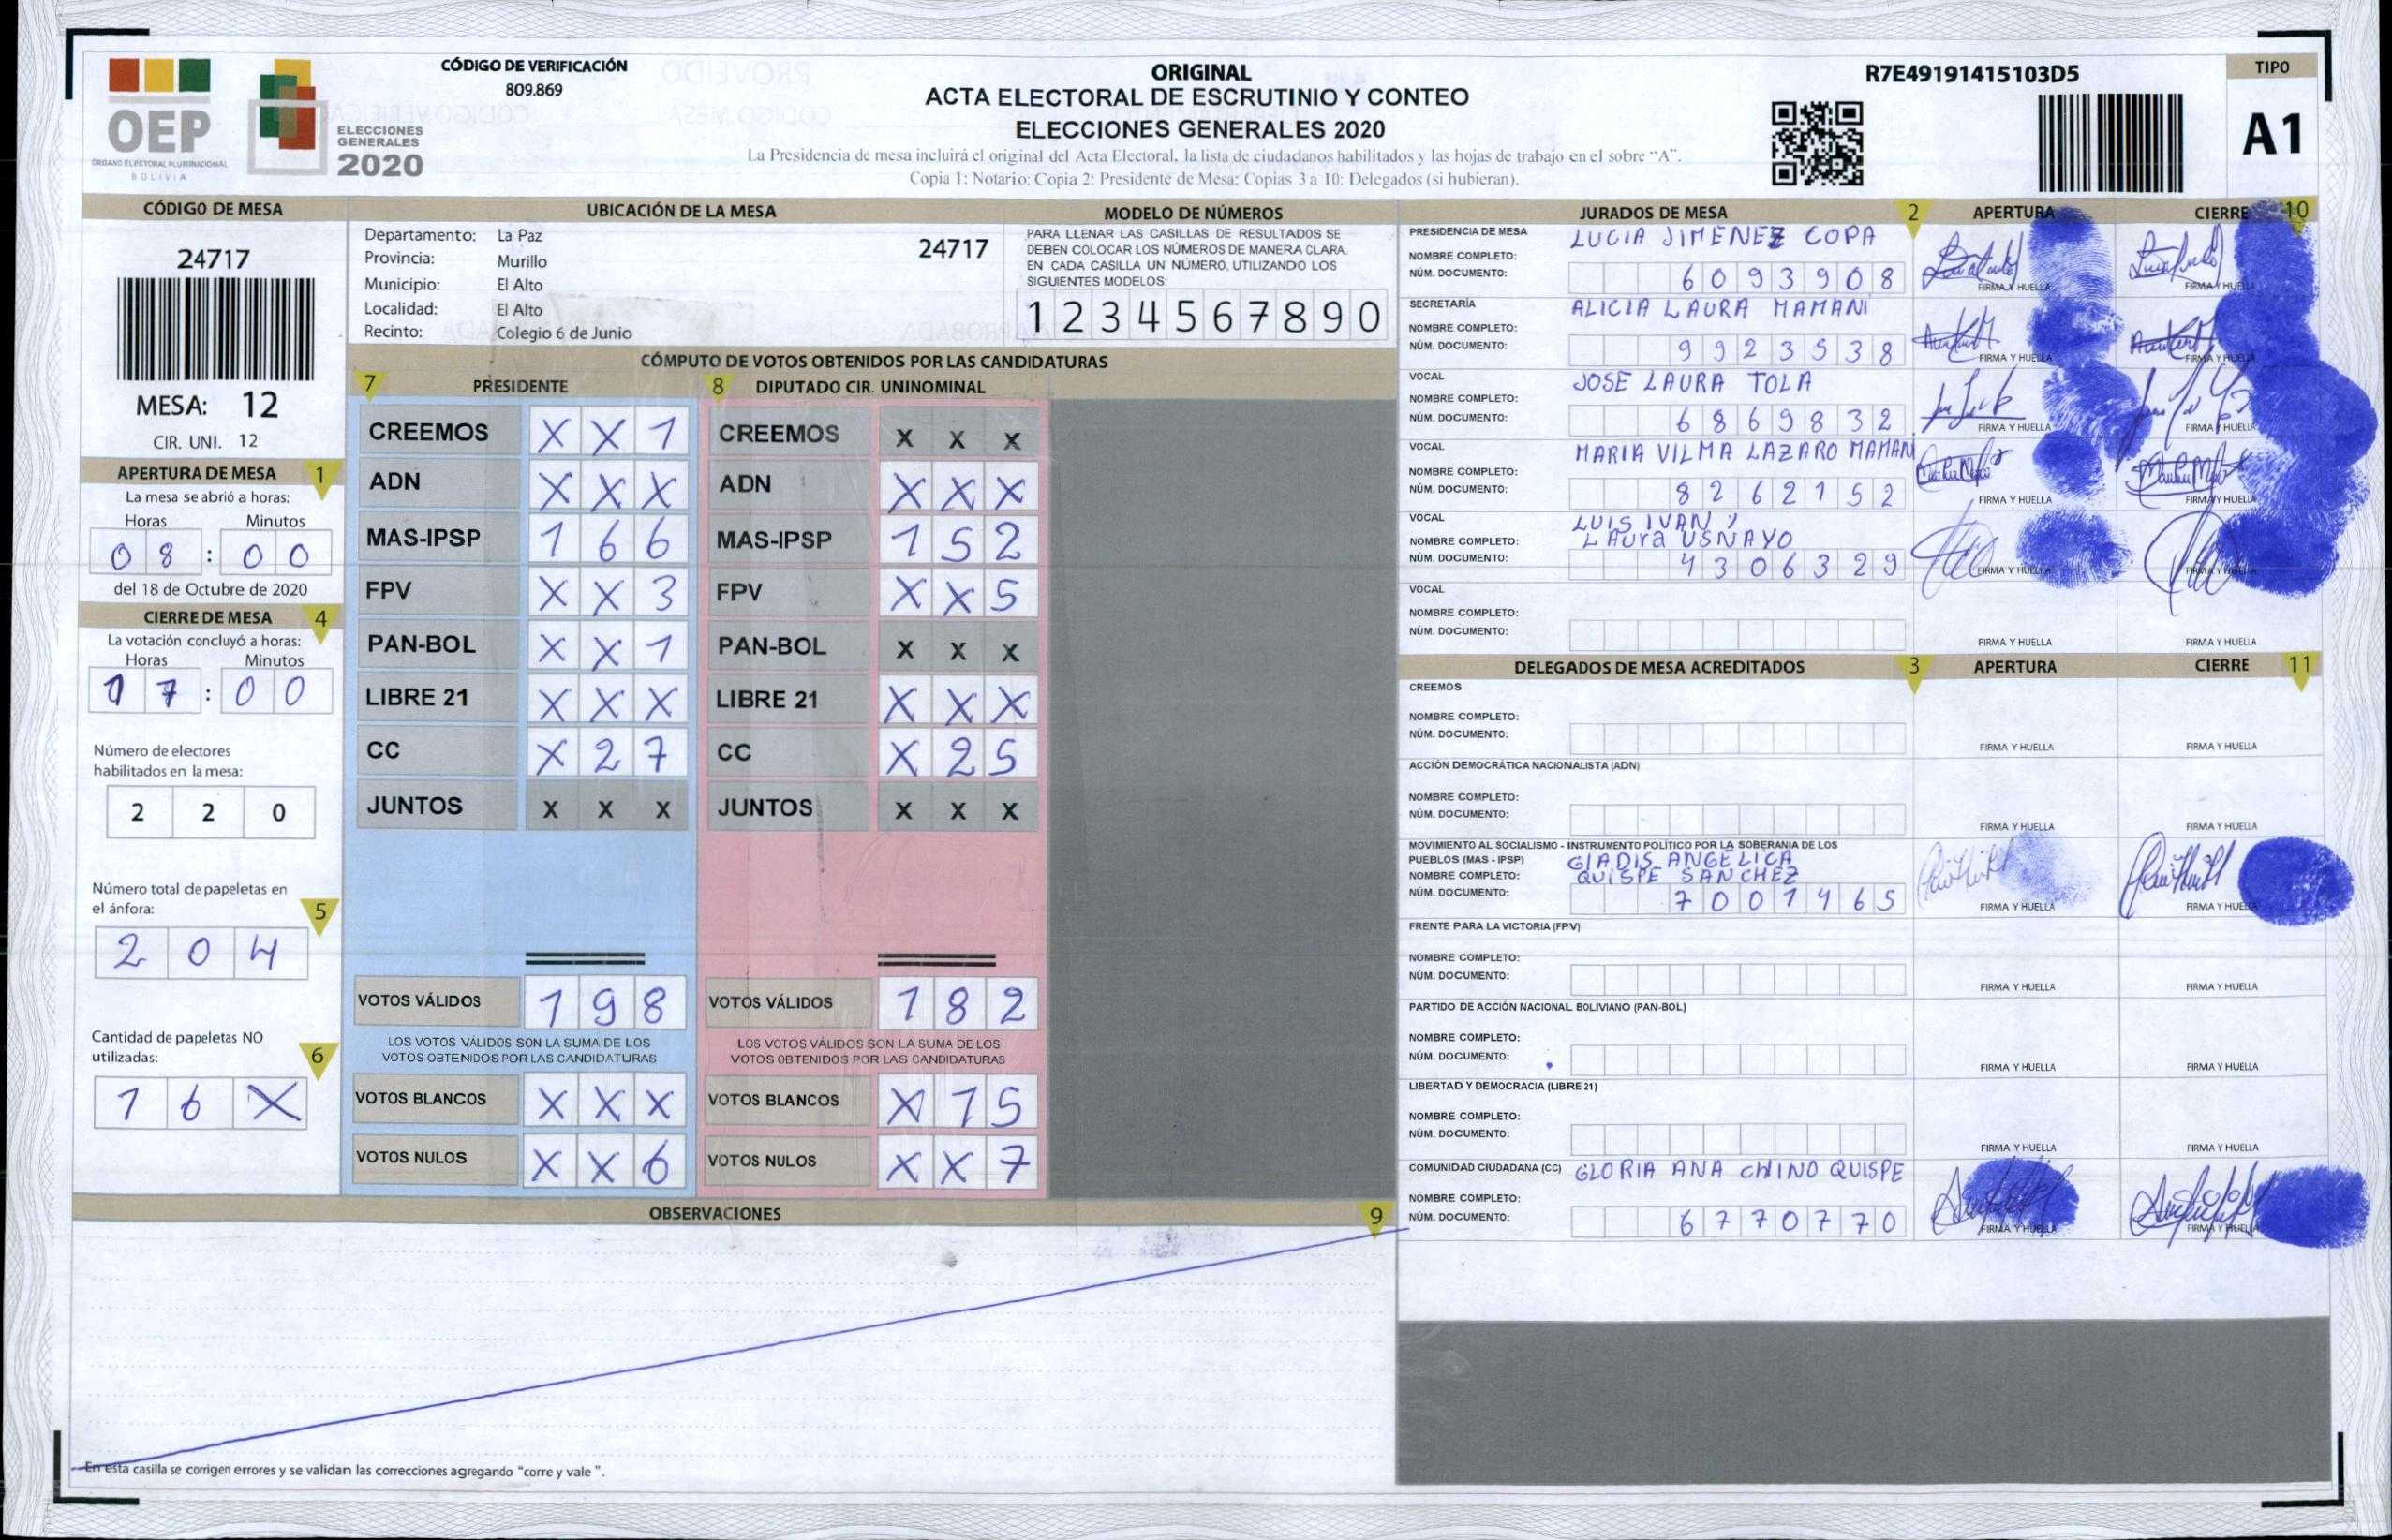 CÓDIGO DE VERIFICACIÓN
809.869
OEP
ÓRGANO ELECTORAL PLURINACIONAL
BOLIVIA
ELECCIONES
GENERALES
2020
ORIGINAL
ACTA ELECTORAL DE ESCRUTINIO Y CONTEO
ELECCIONES GENERALES 2020
La Presidencia de mesa incluirá el original del Acta Electoral, la lista de ciudadanos habilitados y las hojas de trabajo en el sobre "A".
Copia 1: Notario; Copia 2: Presidente de Mesa; Copias 3 a 10: Delegados (si hubieran).
R7E49191415103D5
TIPO
A1
CÓDIGO DE MESA
24717
MESA: 12
CIR. UNI. 12
APERTURA DE MESA 1
La mesa se abrió a horas:
Horas Minutos
0 8 : 0 0
del 18 de Octubre de 2020
CIERRE DE MESA 4
La votación concluyó a horas:
Horas Minutos
1 7 : 0 0
Número de electores
habilitados en la mesa:
2 2 0
Número total de papeletas en
el ánfora: 5
2 0 4
Cantidad de papeletas NO
utilizadas: 6
1 6 X
UBICACIÓN DE LA MESA
Departamento: La Paz
Provincia: Murillo
Municipio: El Alto
Localidad: El Alto
Recinto: Colegio 6 de Junio
24717
MODELO DE NÚMEROS
PARA LLENAR LAS CASILLAS DE RESULTADOS SE
DEBEN COLOCAR LOS NÚMEROS DE MANERA CLARA.
EN CADA CASILLA UN NÚMERO, UTILIZANDO LOS
SIGUIENTES MODELOS:
1 2 3 4 5 6 7 8 9 0
CÓMPUTO DE VOTOS OBTENIDOS POR LAS CANDIDATURAS
7 PRESIDENTE 8 DIPUTADO CIR. UNINOMINAL
CREEMOS X X 1 CREEMOS X X X
ADN X X X ADN X X X
MAS-IPSP 1 6 6 MAS-IPSP 1 5 2
FPV X X 3 FPV X X 5
PAN-BOL X X 1 PAN-BOL X X X
LIBRE 21 X X X LIBRE 21 X X X
CC X 2 7 CC X 2 5
JUNTOS X X X JUNTOS X X X
VOTOS VÁLIDOS 1 9 8 VOTOS VÁLIDOS 1 8 2
LOS VOTOS VÁLIDOS SON LA SUMA DE LOS LOS VOTOS VÁLIDOS SON LA SUMA DE LOS
VOTOS OBTENIDOS POR LAS CANDIDATURAS VOTOS OBTENIDOS POR LAS CANDIDATURAS
VOTOS BLANCOS X X X VOTOS BLANCOS X 1 5
VOTOS NULOS X X 6 VOTOS NULOS X X 7
OBSERVACIONES 9
En esta casilla se corrigen errores y se validan las correcciones agregando "corre y vale ".
JURADOS DE MESA 2 APERTURA CIERRE 10
PRESIDENCIA DE MESA LUCIA JIMENEZ COPA
NOMBRE COMPLETO:
NÚM. DOCUMENTO: 6 0 9 3 9 0 8
FIRMA Y HUELLA FIRMA Y HUELLA
SECRETARÍA ALICIA LAURA MAMANI
NOMBRE COMPLETO:
NÚM. DOCUMENTO: 9 9 2 3 5 3 8
FIRMA Y HUELLA FIRMA Y HUELLA
VOCAL JOSE LAURA TOLA
NOMBRE COMPLETO:
NÚM. DOCUMENTO: 6 8 6 9 8 3 2
FIRMA Y HUELLA FIRMA Y HUELLA
VOCAL MARIA VILMA LAZARO MAMANI
NOMBRE COMPLETO:
NÚM. DOCUMENTO: 8 2 6 2 1 5 2
FIRMA Y HUELLA FIRMA Y HUELLA
VOCAL LUIS IVAN
NOMBRE COMPLETO: LAURA USNAYO
NÚM. DOCUMENTO: 4 3 0 6 3 2 9
FIRMA Y HUELLA FIRMA Y HUELLA
VOCAL
NOMBRE COMPLETO:
NÚM. DOCUMENTO:
FIRMA Y HUELLA FIRMA Y HUELLA
DELEGADOS DE MESA ACREDITADOS 3 APERTURA CIERRE 11
CREEMOS
NOMBRE COMPLETO:
NÚM. DOCUMENTO:
FIRMA Y HUELLA FIRMA Y HUELLA
ACCIÓN DEMOCRÁTICA NACIONALISTA (ADN)
NOMBRE COMPLETO:
NÚM. DOCUMENTO:
FIRMA Y HUELLA FIRMA Y HUELLA
MOVIMIENTO AL SOCIALISMO - INSTRUMENTO POLÍTICO POR LA SOBERANIA DE LOS
PUEBLOS (MAS - IPSP) GLADIS ANGELICA
NOMBRE COMPLETO: QUISPE SANCHEZ
NÚM. DOCUMENTO: 7 0 0 1 4 6 5
FIRMA Y HUELLA FIRMA Y HUELLA
FRENTE PARA LA VICTORIA (FPV)
NOMBRE COMPLETO:
NÚM. DOCUMENTO:
FIRMA Y HUELLA FIRMA Y HUELLA
PARTIDO DE ACCIÓN NACIONAL BOLIVIANO (PAN-BOL)
NOMBRE COMPLETO:
NÚM. DOCUMENTO:
FIRMA Y HUELLA FIRMA Y HUELLA
LIBERTAD Y DEMOCRACIA (LIBRE 21)
NOMBRE COMPLETO:
NÚM. DOCUMENTO:
FIRMA Y HUELLA FIRMA Y HUELLA
COMUNIDAD CIUDADANA (CC) GLORIA ANA CHINO QUISPE
NOMBRE COMPLETO:
NÚM. DOCUMENTO: 6 7 7 0 7 7 0
FIRMA Y HUELLA FIRMA Y HUELLA